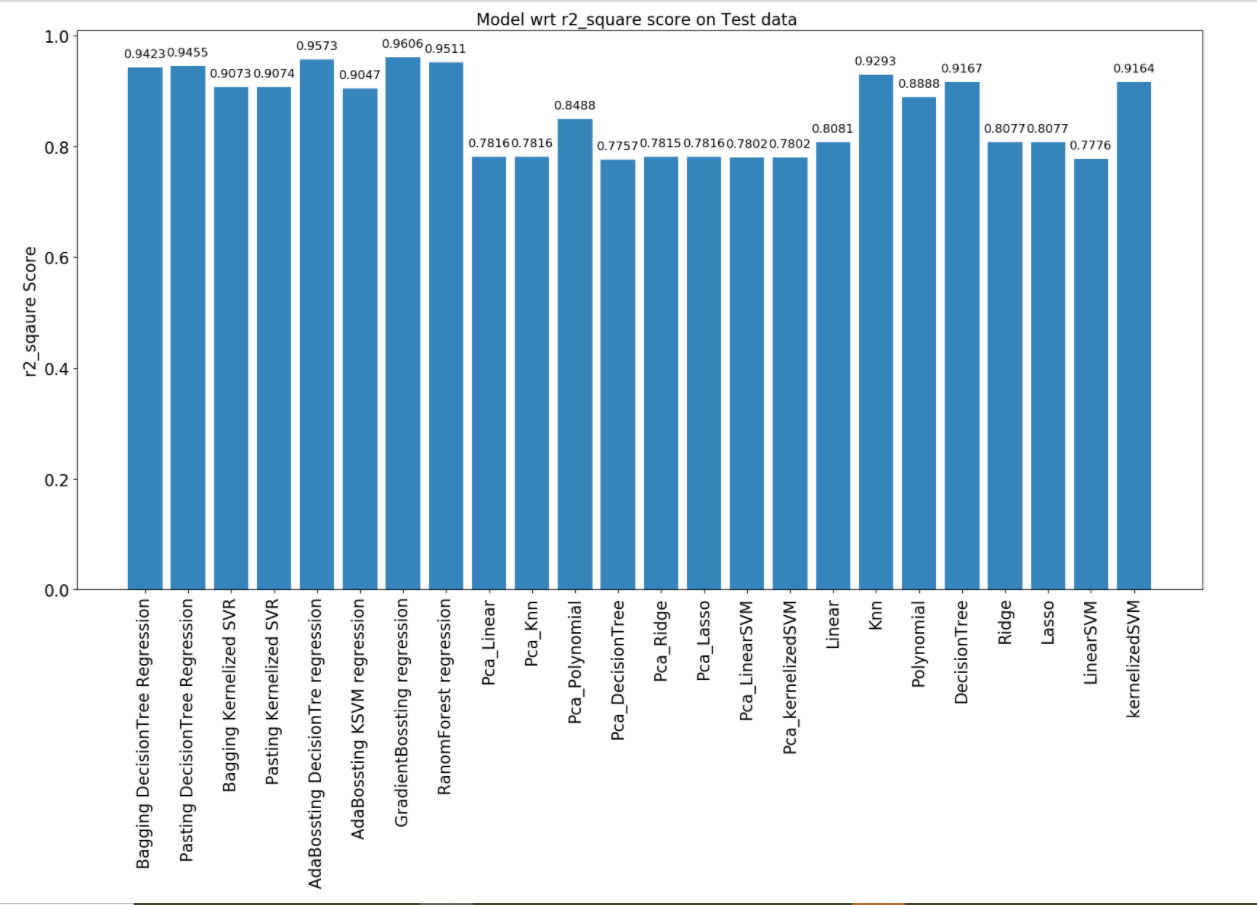 Model wrt r2_square score on Test data
1.0
0.8
0.6
0.4
0.2
0.0
r2_sqaure Score
0.9423
0.9455
0.9073
0.9074
0.9573
0.9047
0.9606
0.9511
0.7816
0.7816
0.8488
0.7757
0.7815
0.7816
0.7802
0.7802
0.8081
0.9293
0.8888
0.9167
0.8077
0.8077
0.7776
0.9164
Bagging DecisionTree Regression
Pasting DecisionTree Regression
Bagging Kernelized SVR
Pasting Kernelized SVR
AdaBossting DecisionTre regression
AdaBossting KSVM regression
GradientBossting regression
RanomForest regression
Pca_Linear
Pca_Knn
Pca_Polynomial
Pca_DecisionTree
Pca_Ridge
Pca_Lasso
Pca_LinearSVM
Pca_kernelizedSVM
Linear
Knn
Polynomial
DecisionTree
Ridge
Lasso
LinearSVM
kernelizedSVM